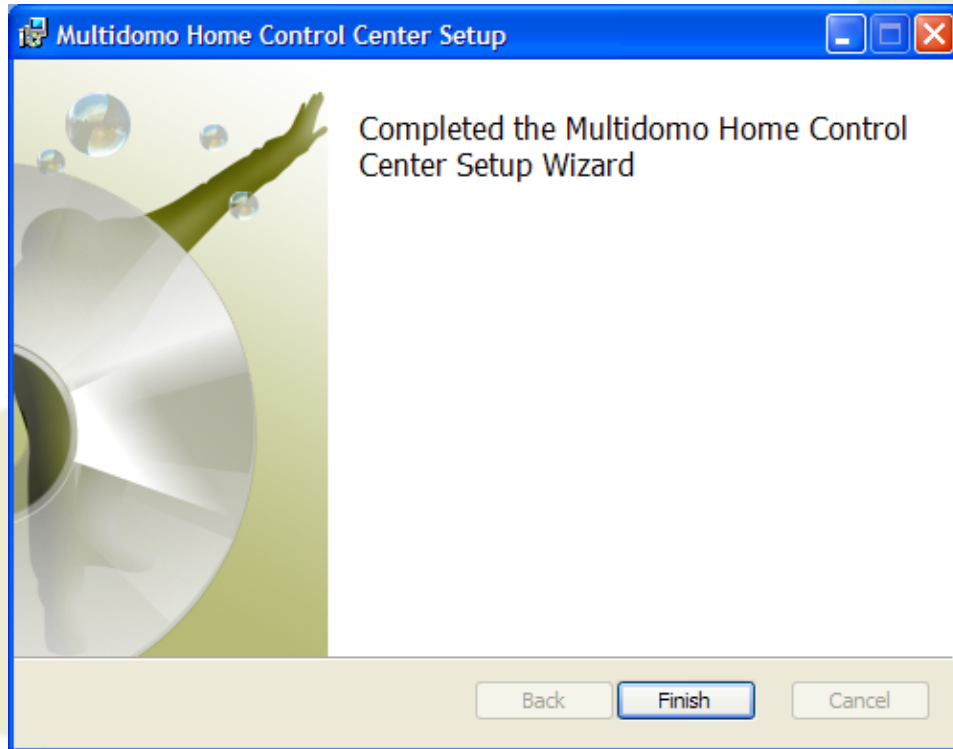 Multidomo Home Control Center Setup
Completed the Multidomo Home Control
Center Setup Wizard
Back
Finish
Cancel